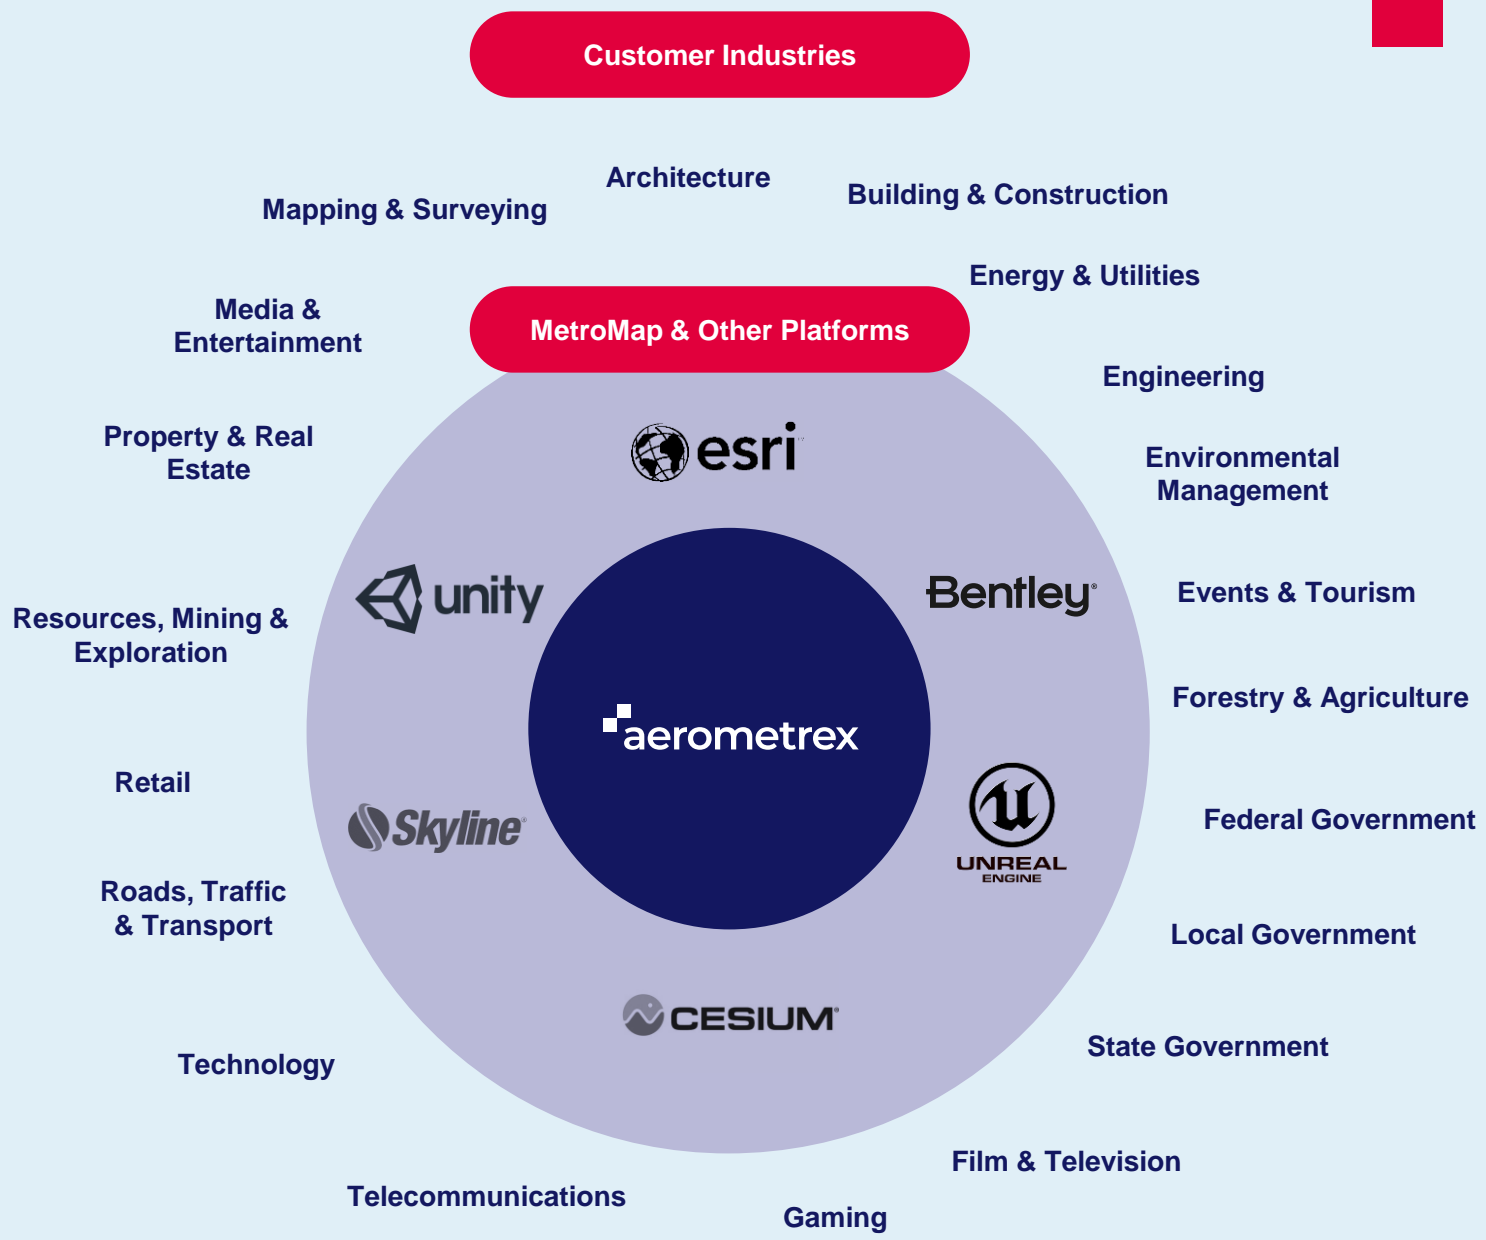 Customer Industries
Architecture
Building & Construction
Mapping & Surveying
Energy & Utilities
Media &
Entertainment
MetroMap & Other Platforms
Engineering
Property & Real
Estate
esri
Environmental
Management
unity
Bentley®
Events & Tourism
Resources, Mining &
Exploration
Forestry & Agriculture
aerometrex
Retail
Skyline®
UNREAL
ENGINE
Federal Government
Roads, Traffic
& Transport
Local Government
CESIUM®
State Government
Technology
Film & Television
Telecommunications
Gaming